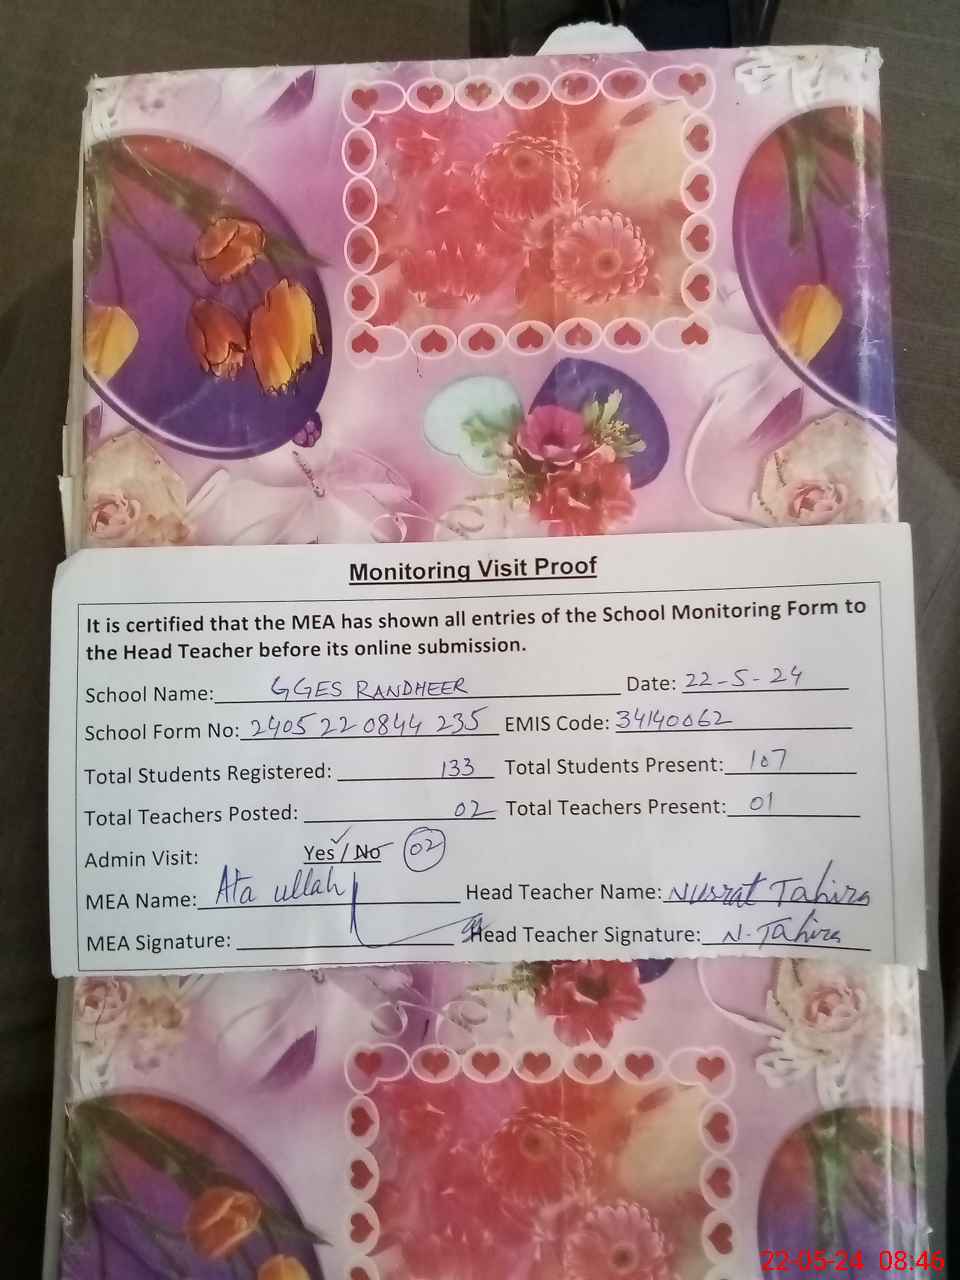 Monitoring Visit Proof
It is certified that the MEA has shown all entries of the School Monitoring Form to
the Head Teacher before its online submission.
School Name: GGES RANDHEER Date: 22-5-24
School Form No: 2405 22 0844 235 EMIS Code: 34140062
Total Students Registered: 133 Total Students Present: 107
Total Teachers Posted: 02 Total Teachers Present: 01
Admin Visit: Yes / No 02
MEA Name: Ata ullah Head Teacher Name: Nusrat Tahira
MEA Signature: Head Teacher Signature: N. Tahira
22-05-24 08:46